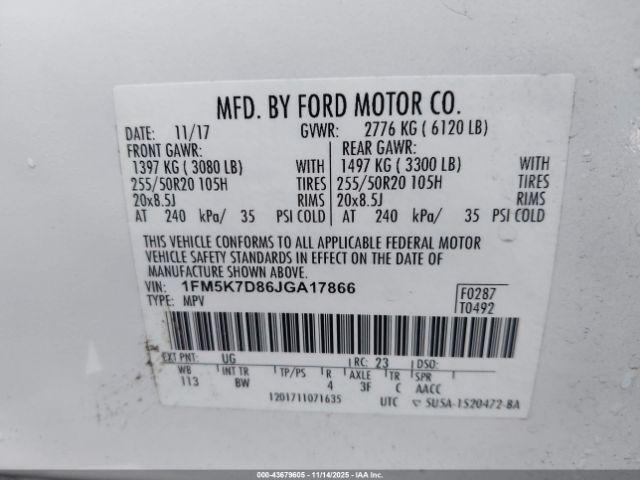 MFD. BY FORD MOTOR CO.
DATE: 11/17 GVWR: 2776 KG ( 6120 LB)
FRONT GAWR: REAR GAWR:
1397 KG ( 3080 LB) WITH 1497 KG ( 3300 LB) WITH
255/50R20 105H TIRES 255/50R20 105H TIRES
20x8.5J RIMS 20x8.5J RIMS
AT 240 kPa/ 35 PSI COLD AT 240 kPa/ 35 PSI COLD
THIS VEHICLE CONFORMS TO ALL APPLICABLE FEDERAL MOTOR
VEHICLE SAFETY STANDARDS IN EFFECT ON THE DATE OF
MANUFACTURE SHOWN ABOVE.
VIN: 1FM5K7D86JGA17866 F0287
TYPE: MPV T0492
EXT PNT: UG RC: 23 DSO:
WB INT TR TP/PS R AXLE TR SPR
113 BW 4 3F C AACC
1201711071635 UTC SUSA-1520472-BA
000-43679605 - 11/14/2025 - IAAI.CA